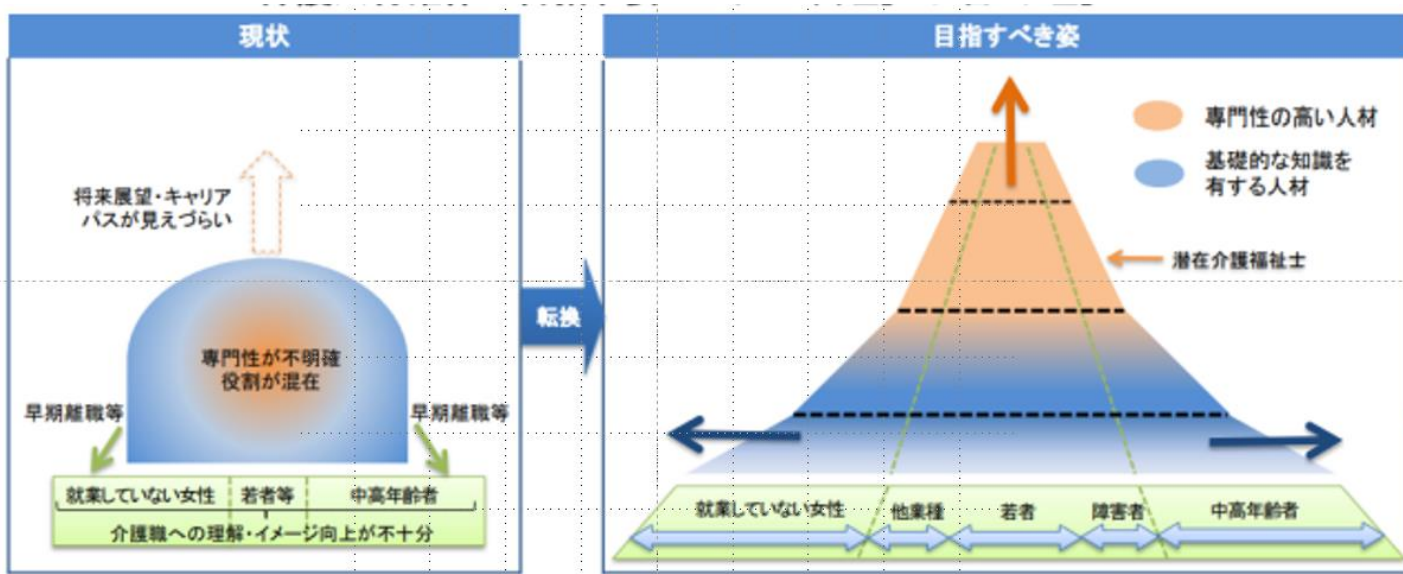 現状
将来展望・キャリア
パスが見えづらい
専門性が不明確
役割が混在
早期離職等
早期離職等
就業していない女性
若者等
中高年齢者
介護職への理解・イメージ向上が不十分
転換
目指すべき姿
専門性の高い人材
基礎的な知識を
有する人材
潜在介護福祉士
就業していない女性
他業種
若者
障害者
中高年齢者